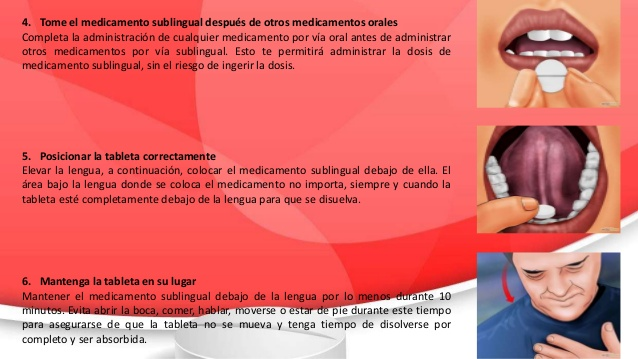 4. Tome el medicamento sublingual después de otros medicamentos orales
Completa la administración de cualquier medicamento por vía oral antes de administrar
otros medicamentos por vía sublingual. Esto te permitirá administrar la dosis de
medicamento sublingual, sin el riesgo de ingerir la dosis.
5. Posicionar la tableta correctamente
Elevar la lengua, a continuación, colocar el medicamento sublingual debajo de ella. El
área bajo la lengua donde se coloca el medicamento no importa, siempre y cuando la
tableta esté completamente debajo de la lengua para que se disuelva.
6. Mantenga la tableta en su lugar
Mantener el medicamento sublingual debajo de la lengua por lo menos durante 10
minutos. Evita abrir la boca, comer, hablar, moverse o estar de pie durante este tiempo
para asegurarse de que la tableta no se mueva y tenga tiempo de disolverse por
completo y ser absorbida.